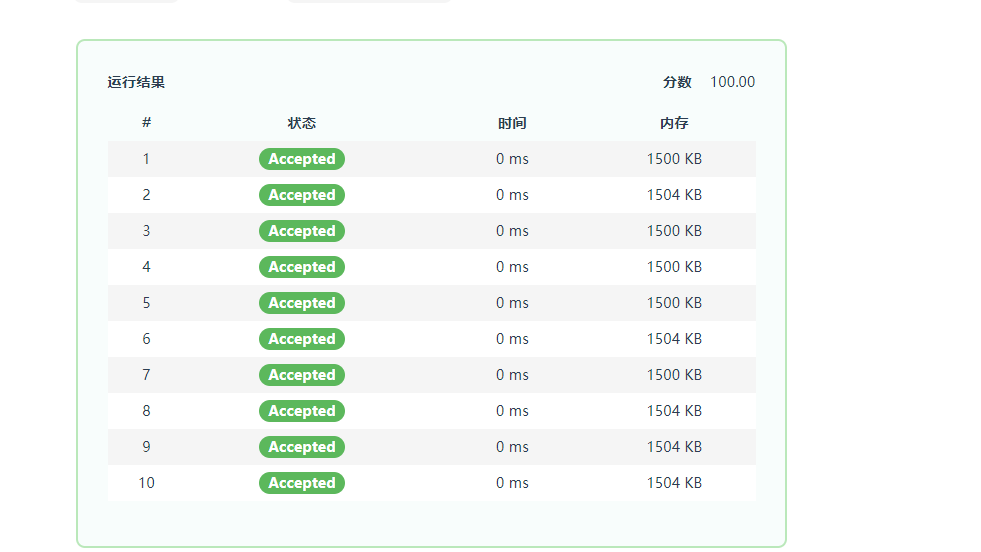 运行结果 分数 100.00
# 状态 时间 内存
1 Accepted 0 ms 1500 KB
2 Accepted 0 ms 1504 KB
3 Accepted 0 ms 1500 KB
4 Accepted 0 ms 1500 KB
5 Accepted 0 ms 1500 KB
6 Accepted 0 ms 1504 KB
7 Accepted 0 ms 1500 KB
8 Accepted 0 ms 1504 KB
9 Accepted 0 ms 1504 KB
10 Accepted 0 ms 1504 KB